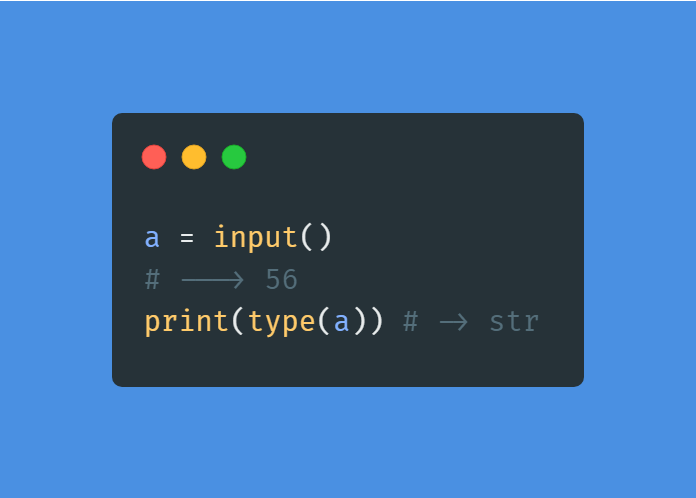 a = input()
# ---> 56
print(type(a)) # -> str